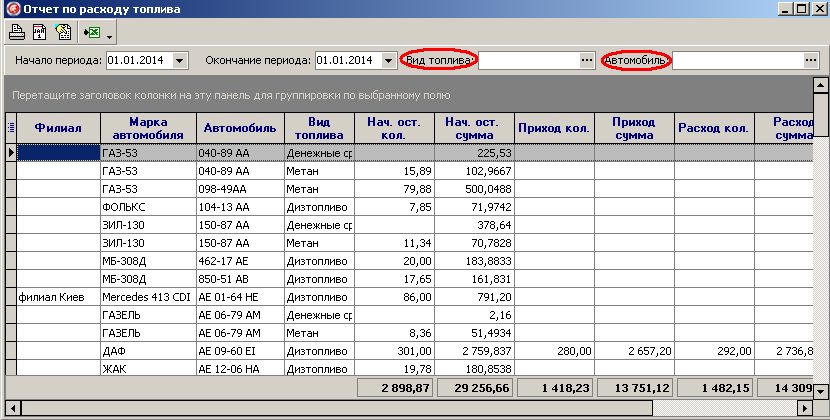 Отчет по расходу топлива
Начало периода: 01.01.2014 Окончание периода: 01.01.2014 Вид топлива: ... Автомобиль: ...
Перетащите заголовок колонки на эту панель для группировки по выбранному полю
Филиал Марка автомобиля Автомобиль Вид топлива Нач. ост. кол. Нач. ост. сумма Приход кол. Приход сумма Расход кол. Расход сумма
ГАЗ-53 040-89 АА Денежные ср 225,53
ГАЗ-53 040-89 АА Метан 15,89 102,9667
ГАЗ-53 098-49АА Метан 79,88 500,0488
ФОЛЬКС 104-13 АА Дизтопливо 7,85 71,9742
ЗИЛ-130 150-87 АА Денежные ср 378,64
ЗИЛ-130 150-87 АА Метан 11,34 70,7828
МБ-308Д 462-17 АЕ Дизтопливо 20,00 183,8833
МБ-308Д 850-51 АВ Дизтопливо 17,65 161,831
филиал Киев Mercedes 413 CDI АЕ 01-64 НЕ Дизтопливо 86,00 791,20
ГАЗЕЛЬ АЕ 06-79 АМ Денежные ср 2,16
ГАЗЕЛЬ АЕ 06-79 АМ Метан 8,36 51,4934
ДАФ АЕ 09-60 EI Дизтопливо 301,00 2 759,837 280,00 2 657,20 292,00 2 736,8
ЖАК АЕ 12-06 НА Дизтопливо 19,78 180,8538
2 898,87 29 256,66 1 418,23 13 751,12 1 482,15 14 309